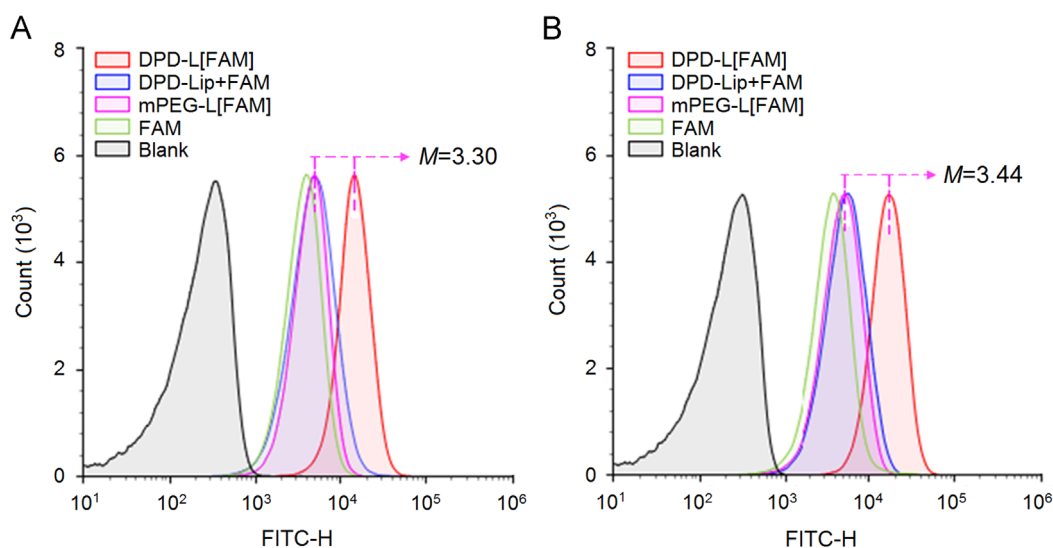 A
8
6
4
2
0
Count (10³)
DPD-L[FAM]
DPD-Lip+FAM
mPEG-L[FAM]
FAM
Blank
M=3.30
10¹ 10² 10³ 10⁴ 10⁵ 10⁶
FITC-H
B
8
6
4
2
0
Count (10³)
DPD-L[FAM]
DPD-Lip+FAM
mPEG-L[FAM]
FAM
Blank
M=3.44
10¹ 10² 10³ 10⁴ 10⁵ 10⁶
FITC-H